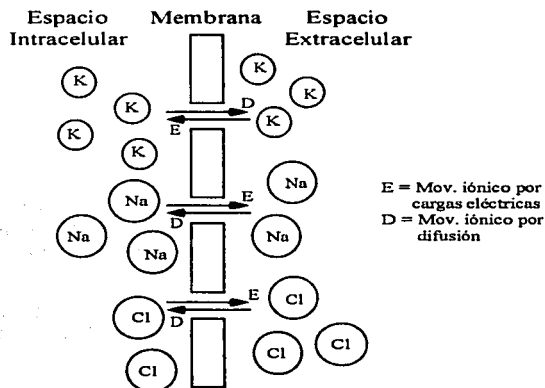 Espacio Intracelular
Membrana
Espacio Extracelular
K
K
K
K
K
K
K
D
E
Na
Na
Na
Na
Na
E
D
E = Mov. iónico por
cargas eléctricas
D = Mov. iónico por
difusión
Cl
Cl
Cl
Cl
Cl
E
D